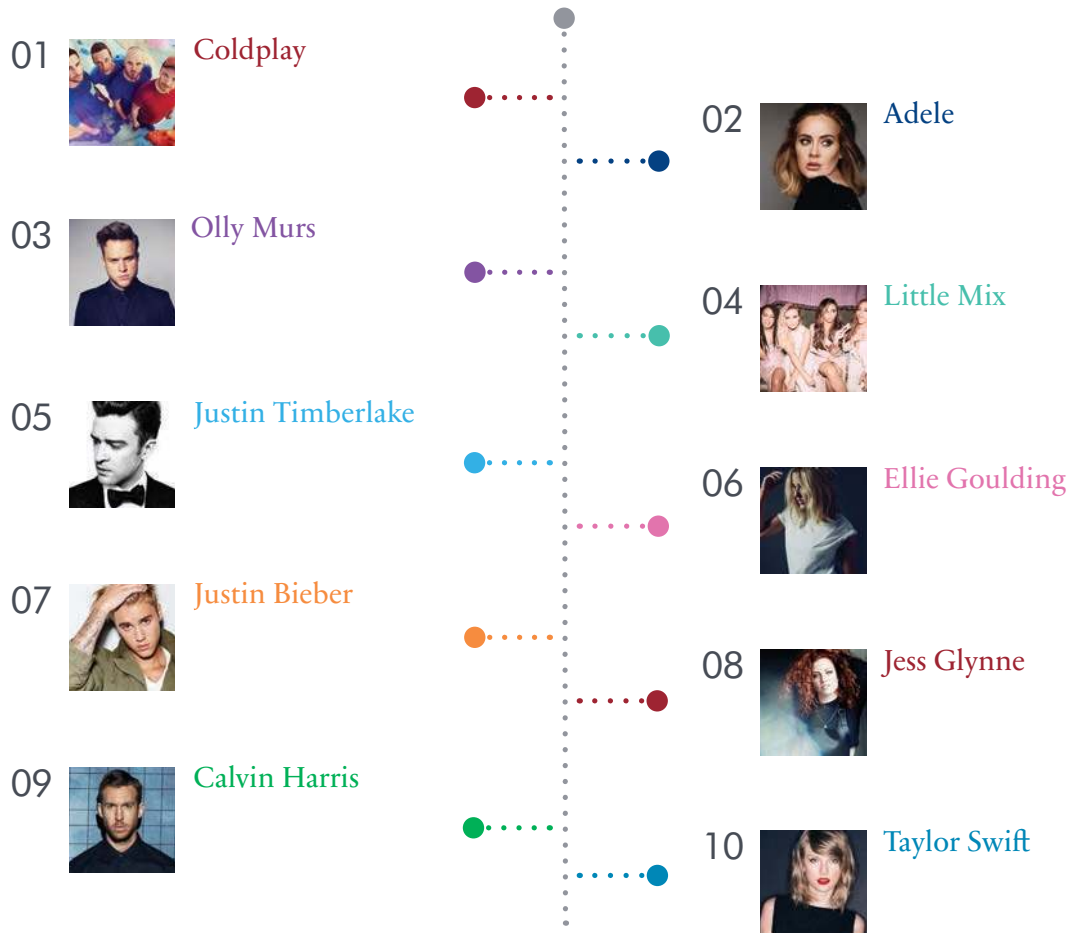 01 Coldplay
02 Adele
03 Olly Murs
04 Little Mix
05 Justin Timberlake
06 Ellie Goulding
07 Justin Bieber
08 Jess Glynne
09 Calvin Harris
10 Taylor Swift